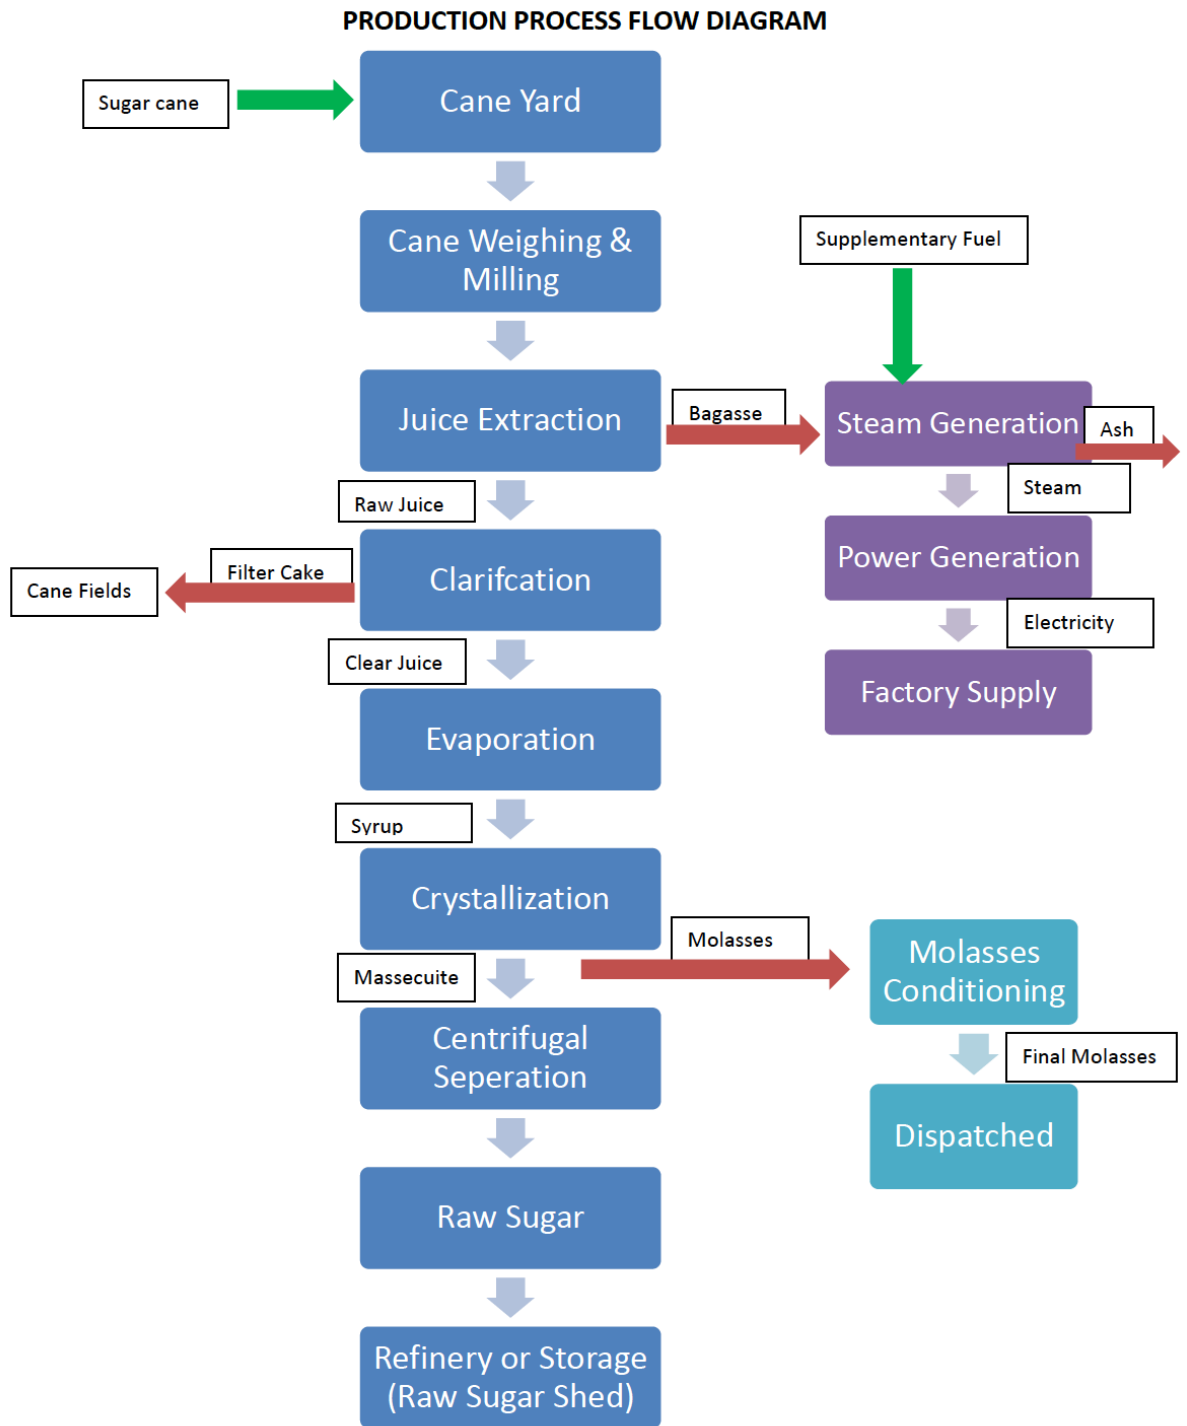 PRODUCTION PROCESS FLOW DIAGRAM
Sugar cane
Cane Yard
Cane Weighing &
Milling
Supplementary Fuel
Juice Extraction
Bagasse
Steam Generation
Ash
Raw Juice
Steam
Clarifcation
Filter Cake
Cane Fields
Power Generation
Electricity
Clear Juice
Factory Supply
Evaporation
Syrup
Crystallization
Molasses
Molasses
Conditioning
Massecuite
Centrifugal
Seperation
Final Molasses
Dispatched
Raw Sugar
Refinery or Storage
(Raw Sugar Shed)